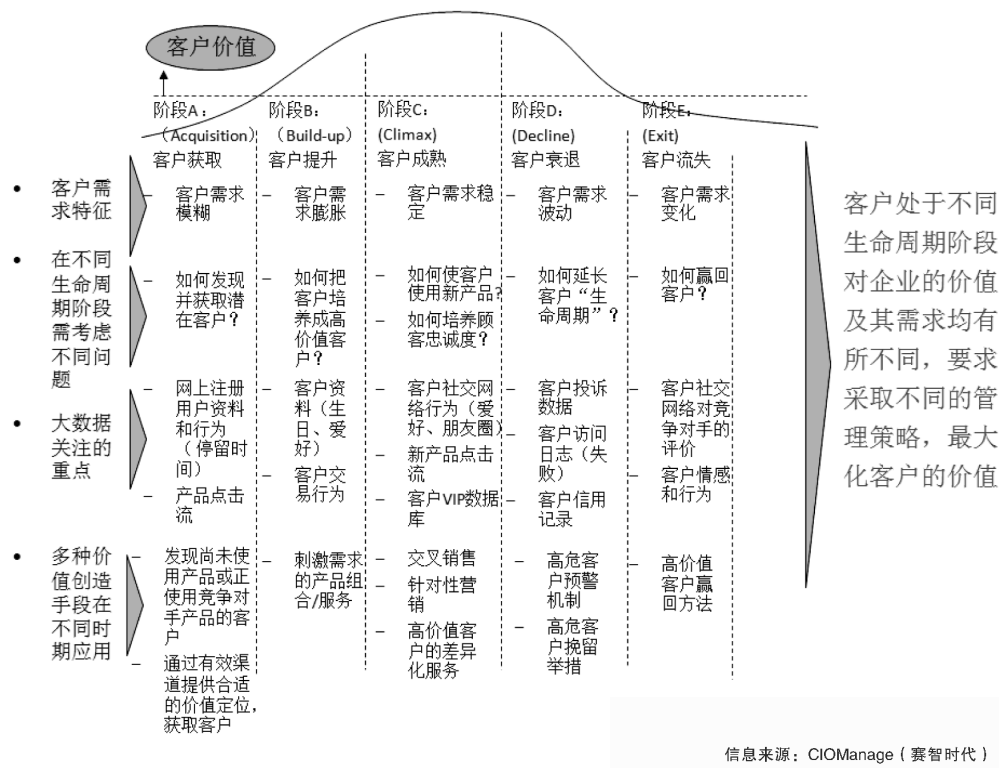 客户价值
阶段A：
（Acquisition）
客户获取
阶段B：
（Build-up）
客户提升
阶段C：
(Climax)
客户成熟
阶段D：
(Decline)
客户衰退
阶段E：
(Exit)
客户流失
• 客户需
求特征
– 客户需求
模糊
– 客户需
求膨胀
– 客户需求稳
定
– 客户需求
波动
– 客户需求
变化
• 在不同
生命周
期阶段
需考虑
不同问
题
– 如何发现
并获取潜
在客户？
– 如何把
客户培
养成高
价值客
户？
– 如何使客户
使用新产品?
– 如何培养顾
客忠诚度？
– 如何延长
客户“生
命周期”？
– 如何赢回
客户？
• 大数据
关注的
重点
– 网上注册
用户资料
和行为
（停留时
间）
– 产品点击
流
– 客户资
料（生
日、爱
好）
– 客户交
易行为
– 客户社交网
络行为（爱
好、朋友圈）
– 新产品点击
流
– 客户VIP数据
库
– 客户投诉
数据
– 客户访问
日志（失
败）
– 客户信用
记录
– 客户社交
网络对竞
争对手的
评价
– 客户情感
和行为
• 多种价
值创造
手段在
不同时
期应用
– 发现尚未使
用产品或正
使用竞争对
手产品的客
户
– 通过有效渠
道提供合适
的价值定位，
获取客户
– 刺激需求
的产品组
合/服务
– 交叉销售
– 针对性营
销
– 高价值客
户的差异
化服务
– 高危客
户预警
机制
– 高危客
户挽留
举措
– 高价值
客户赢
回方法
客户处于不同
生命周期阶段
对企业的价值
及其需求均有
所不同，要求
采取不同的管
理策略，最大
化客户的价值
信息来源：CIOManage（赛智时代）